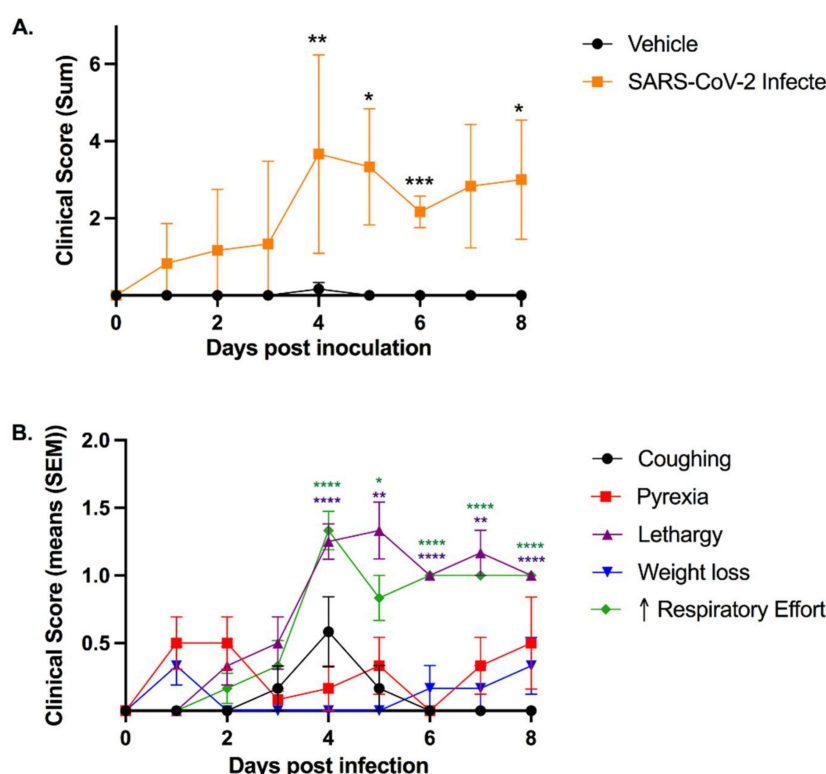 A.
Clinical Score (Sum)
6
4
2
**
*
***
*
0 2 4 6 8
Days post inoculation
Vehicle
SARS-CoV-2 Infecte
B.
Clinical Score (means (SEM))
2.0
1.5
1.0
0.5
****
****
*
**
****
****
****
**
****
****
0 2 4 6 8
Days post infection
Coughing
Pyrexia
Lethargy
Weight loss
↑ Respiratory Effort